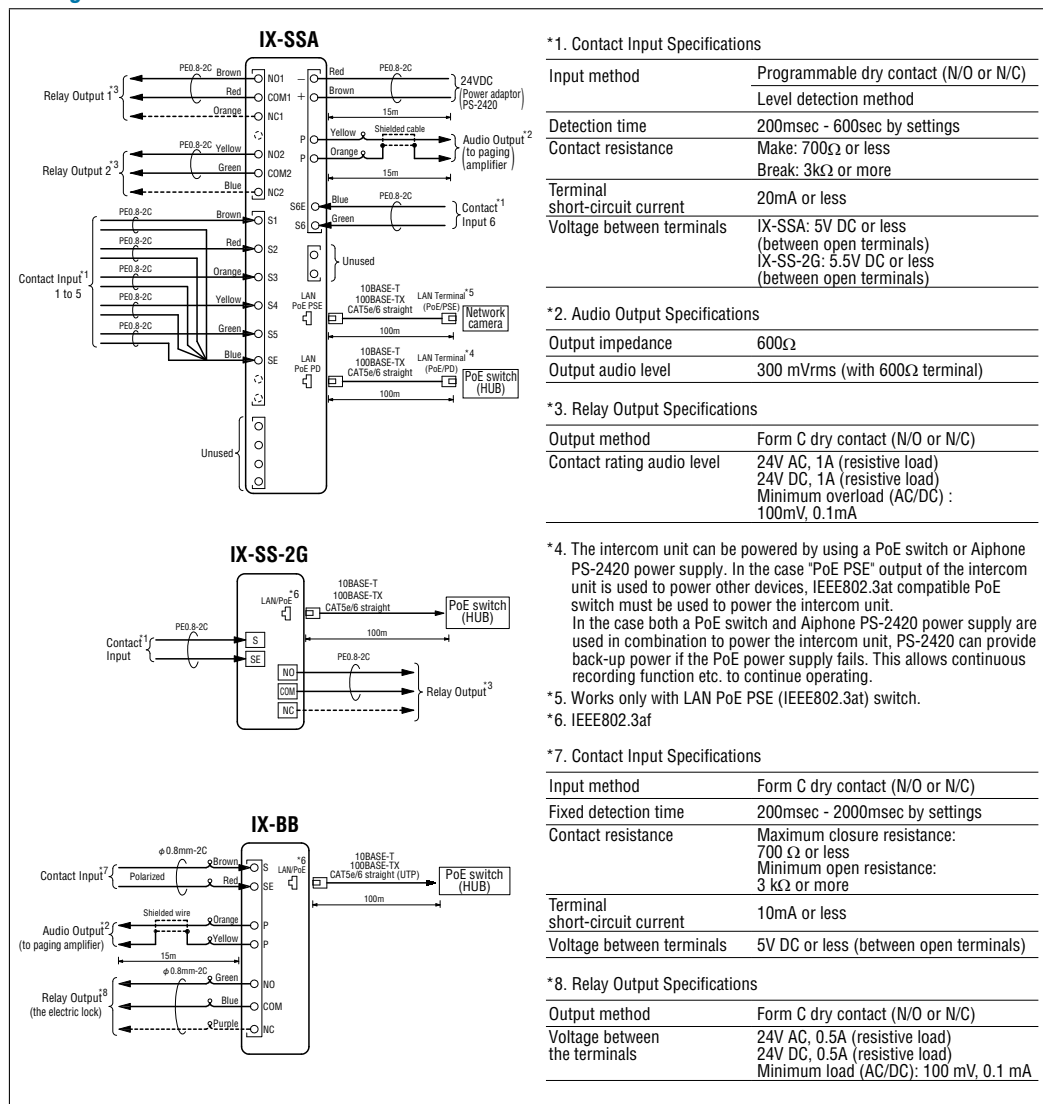 IX-SSA
PE0.8-2C
Brown
NO1
Relay Output 1*3
Red
COM1
Orange
NC1
PE0.8-2C
Yellow
NO2
Relay Output 2*3
Green
COM2
Blue
NC2
Contact Input*1
1 to 5
PE0.8-2C
Brown
S1
PE0.8-2C
Red
S2
PE0.8-2C
Orange
S3
PE0.8-2C
Yellow
S4
PE0.8-2C
Green
S5
Blue
SE
Unused
−
Red
PE0.8-2C
+
Brown
24VDC
(Power adaptor)
PS-2420
15m
P
Yellow
Shielded cable
P
Orange
Audio Output*2
(to paging
amplifier)
15m
S6E
Blue
PE0.8-2C
S6
Green
Contact*1
Input 6
Unused
LAN
PoE PSE
10BASE-T
100BASE-TX
CAT5e/6 straight
LAN Terminal*5
(PoE/PSE)
Network
camera
100m
LAN
PoE PD
10BASE-T
100BASE-TX
CAT5e/6 straight
LAN Terminal*4
(PoE/PD)
PoE switch
(HUB)
100m
IX-SS-2G
LAN/PoE*6
10BASE-T
100BASE-TX
CAT5e/6 straight
PoE switch
(HUB)
100m
PE0.8-2C
Contact*1
Input
S
SE
PE0.8-2C
NO
COM
NC
Relay Output*3
IX-BB
φ0.8mm-2C
Brown
S
Contact Input*7
Polarized
Red
SE
Shielded wire
Orange
P
Audio Output*2
(to paging amplifier)
Yellow
P
15m
φ0.8mm-2C
Green
NO
Relay Output*8
(the electric lock)
Blue
COM
Purple
NC
*6
LAN/PoE
10BASE-T
100BASE-TX
CAT5e/6 straight (UTP)
PoE switch
(HUB)
100m
*1. Contact Input Specifications
Input method Programmable dry contact (N/O or N/C)
Level detection method
Detection time 200msec - 600sec by settings
Contact resistance Make: 700Ω or less
Break: 3kΩ or more
Terminal
short-circuit current 20mA or less
Voltage between terminals IX-SSA: 5V DC or less
(between open terminals)
IX-SS-2G: 5.5V DC or less
(between open terminals)
*2. Audio Output Specifications
Output impedance 600Ω
Output audio level 300 mVrms (with 600Ω terminal)
*3. Relay Output Specifications
Output method Form C dry contact (N/O or N/C)
Contact rating audio level 24V AC, 1A (resistive load)
24V DC, 1A (resistive load)
Minimum overload (AC/DC) :
100mV, 0.1mA
*4. The intercom unit can be powered by using a PoE switch or Aiphone
PS-2420 power supply. In the case "PoE PSE" output of the intercom
unit is used to power other devices, IEEE802.3at compatible PoE
switch must be used to power the intercom unit.
In the case both a PoE switch and Aiphone PS-2420 power supply are
used in combination to power the intercom unit, PS-2420 can provide
back-up power if the PoE power supply fails. This allows continuous
recording function etc. to continue operating.
*5. Works only with LAN PoE PSE (IEEE802.3at) switch.
*6. IEEE802.3af
*7. Contact Input Specifications
Input method Form C dry contact (N/O or N/C)
Fixed detection time 200msec - 2000msec by settings
Contact resistance Maximum closure resistance:
700 Ω or less
Minimum open resistance:
3 kΩ or more
Terminal
short-circuit current 10mA or less
Voltage between terminals 5V DC or less (between open terminals)
*8. Relay Output Specifications
Output method Form C dry contact (N/O or N/C)
Voltage between
the terminals 24V AC, 0.5A (resistive load)
24V DC, 0.5A (resistive load)
Minimum load (AC/DC): 100 mV, 0.1 mA